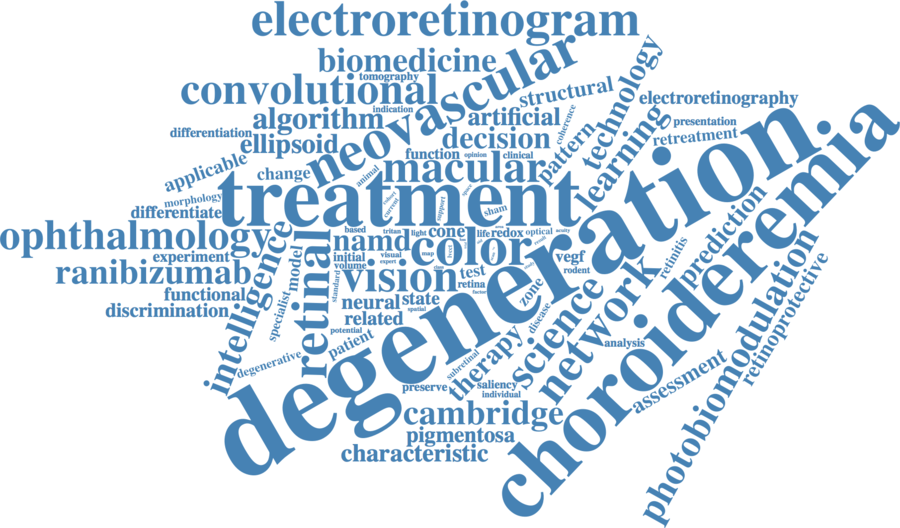 electroretinogram
biomedicine
tomography
convolutional
neovascular
indication
algorithm
artificial
structural
technology
coherence
electroretinography
differentiation
ellipsoid
decision
pattern
learning
presentation
retreatment
function
opinion
clinical
applicable
change
animal
macular
morphology
differentiate
treatment
current
support
space
sham
degeneration
choroideremia
ophthalmology
experiment
ranibizumab
functional
discrimination
intelligence
specialist
model
retinal
based
tritan
light
cone
life
redox
optical
acuity
namd
color
initial
visual
map
volume
expert
standard
vision
test
retina
factor
vegf
rodent
zone
neural
state
spatial
related
disease
potential
patient
degenerative
subretinal
therapy
science
network
retinitis
prediction
analysis
preserve
saliency
individual
assessment
photobiomodulation
retinoprotective
cambridge
pigmentosa
characteristic